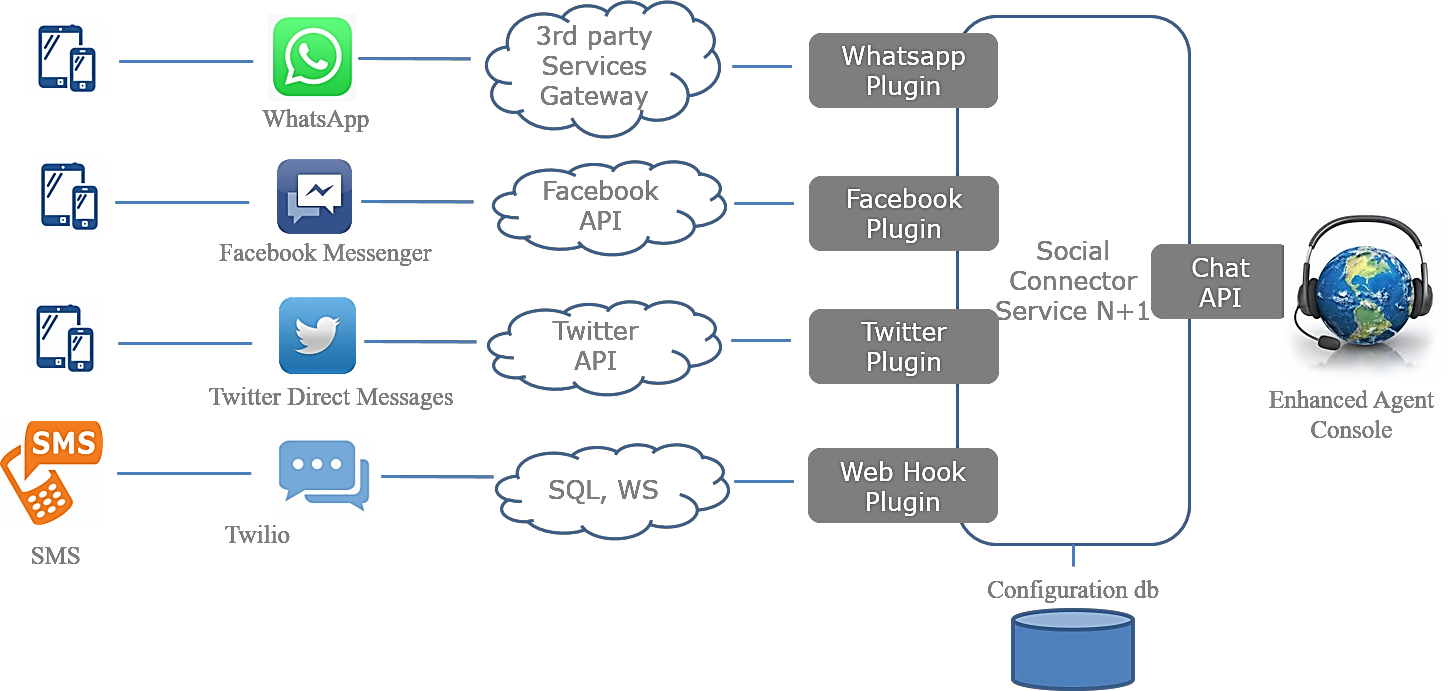 3rd party
Services
Gateway
Whatsapp
Plugin
WhatsApp
Facebook
API
Facebook
Plugin
Facebook Messenger
Social
Connector
Service N+1
Chat
API
Twitter
API
Twitter
Plugin
Twitter Direct Messages
Enhanced Agent
Console
SMS
SQL, WS
Web Hook
Plugin
Twilio
SMS
Configuration db